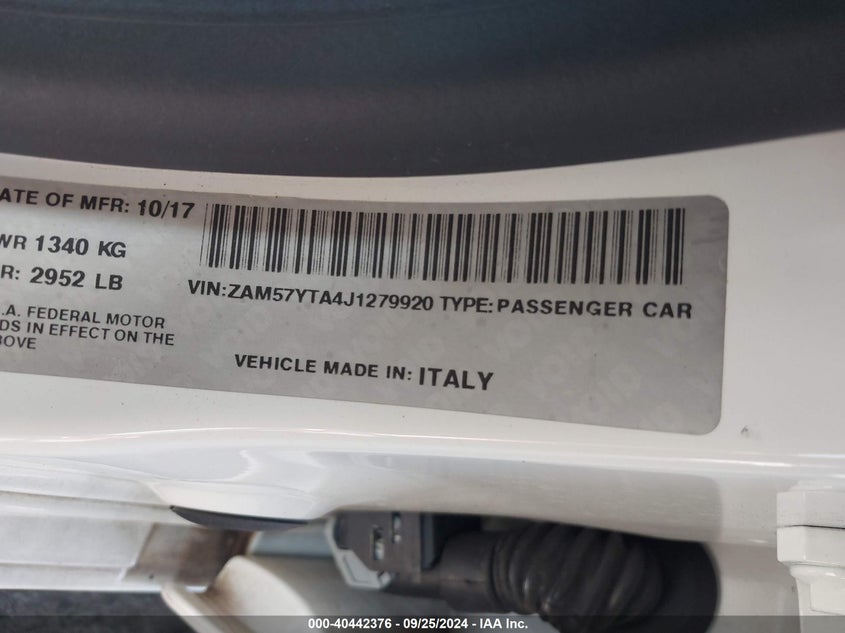 ATE OF MFR: 10/17
WR 1340 KG
R: 2952 LB
VIN:ZAM57YTA4J1279920 TYPE:PASSENGER CAR
.A. FEDERAL MOTOR
DS IN EFFECT ON THE
BOVE
VEHICLE MADE IN: ITALY
000-40442376 - 09/25/2024 - IAA Inc.